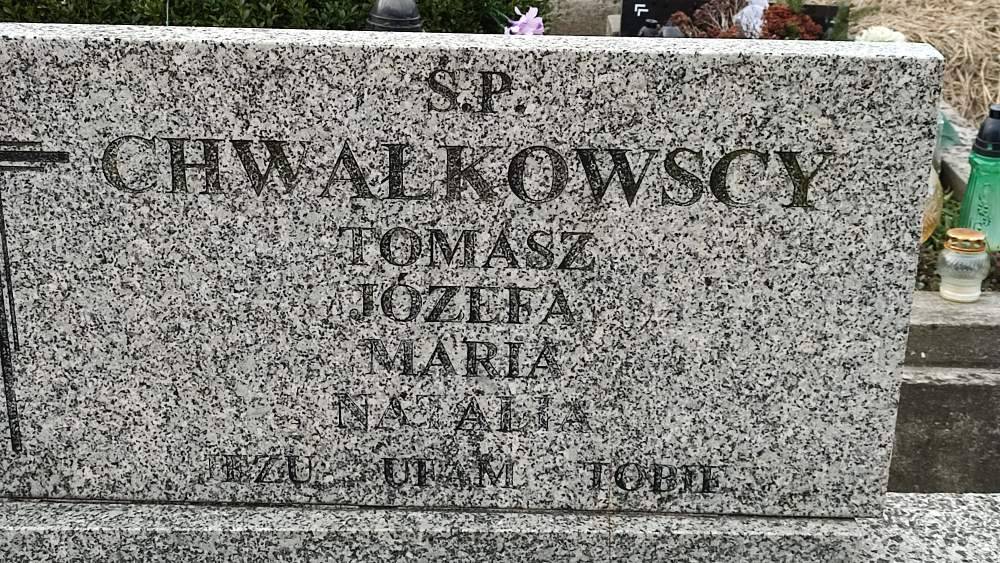 S.P.
CHWAŁKOWSCY
TOMASZ
JÓZEFA
MARIA
NATALIA
JEZU UFAM TOBIE